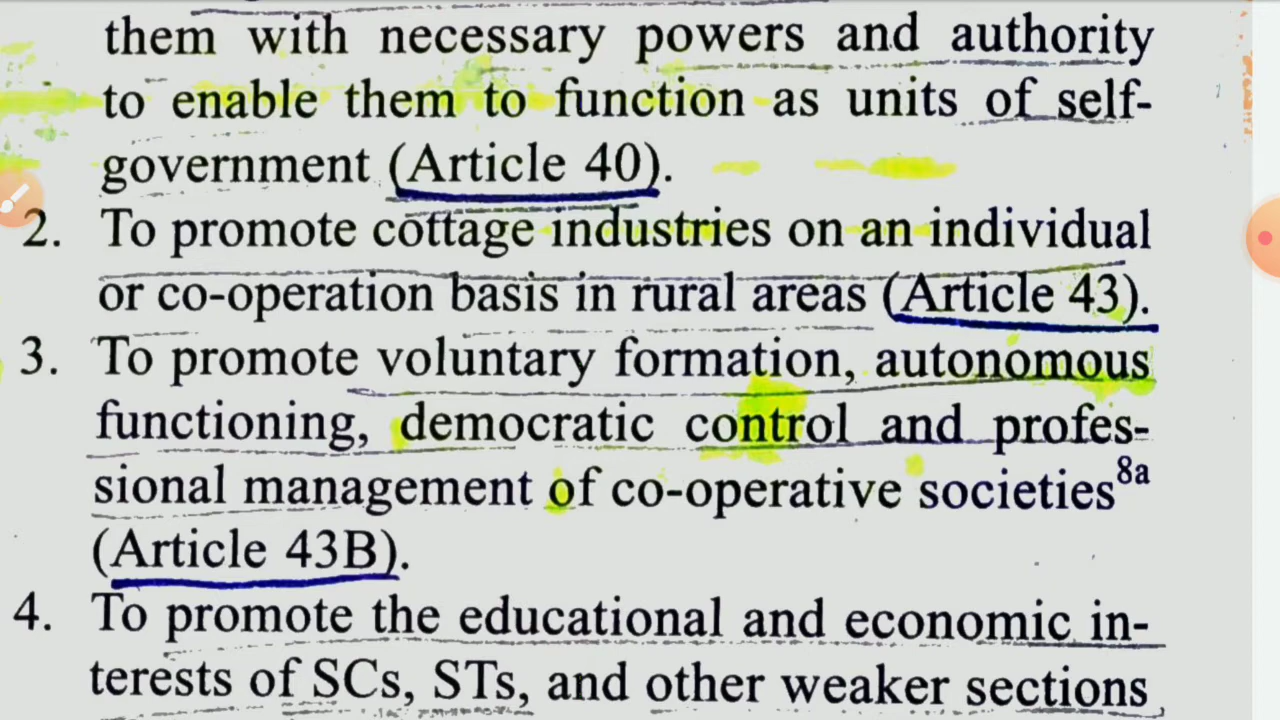 them with necessary powers and authority
to enable them to function as units of self-
government (Article 40).
2. To promote cottage industries on an individual
or co-operation basis in rural areas (Article 43).
3. To promote voluntary formation, autonomous
functioning, democratic control and profes-
sional management of co-operative societies8a
(Article 43B).
4. To promote the educational and economic in-
terests of SCs, STs, and other weaker sections